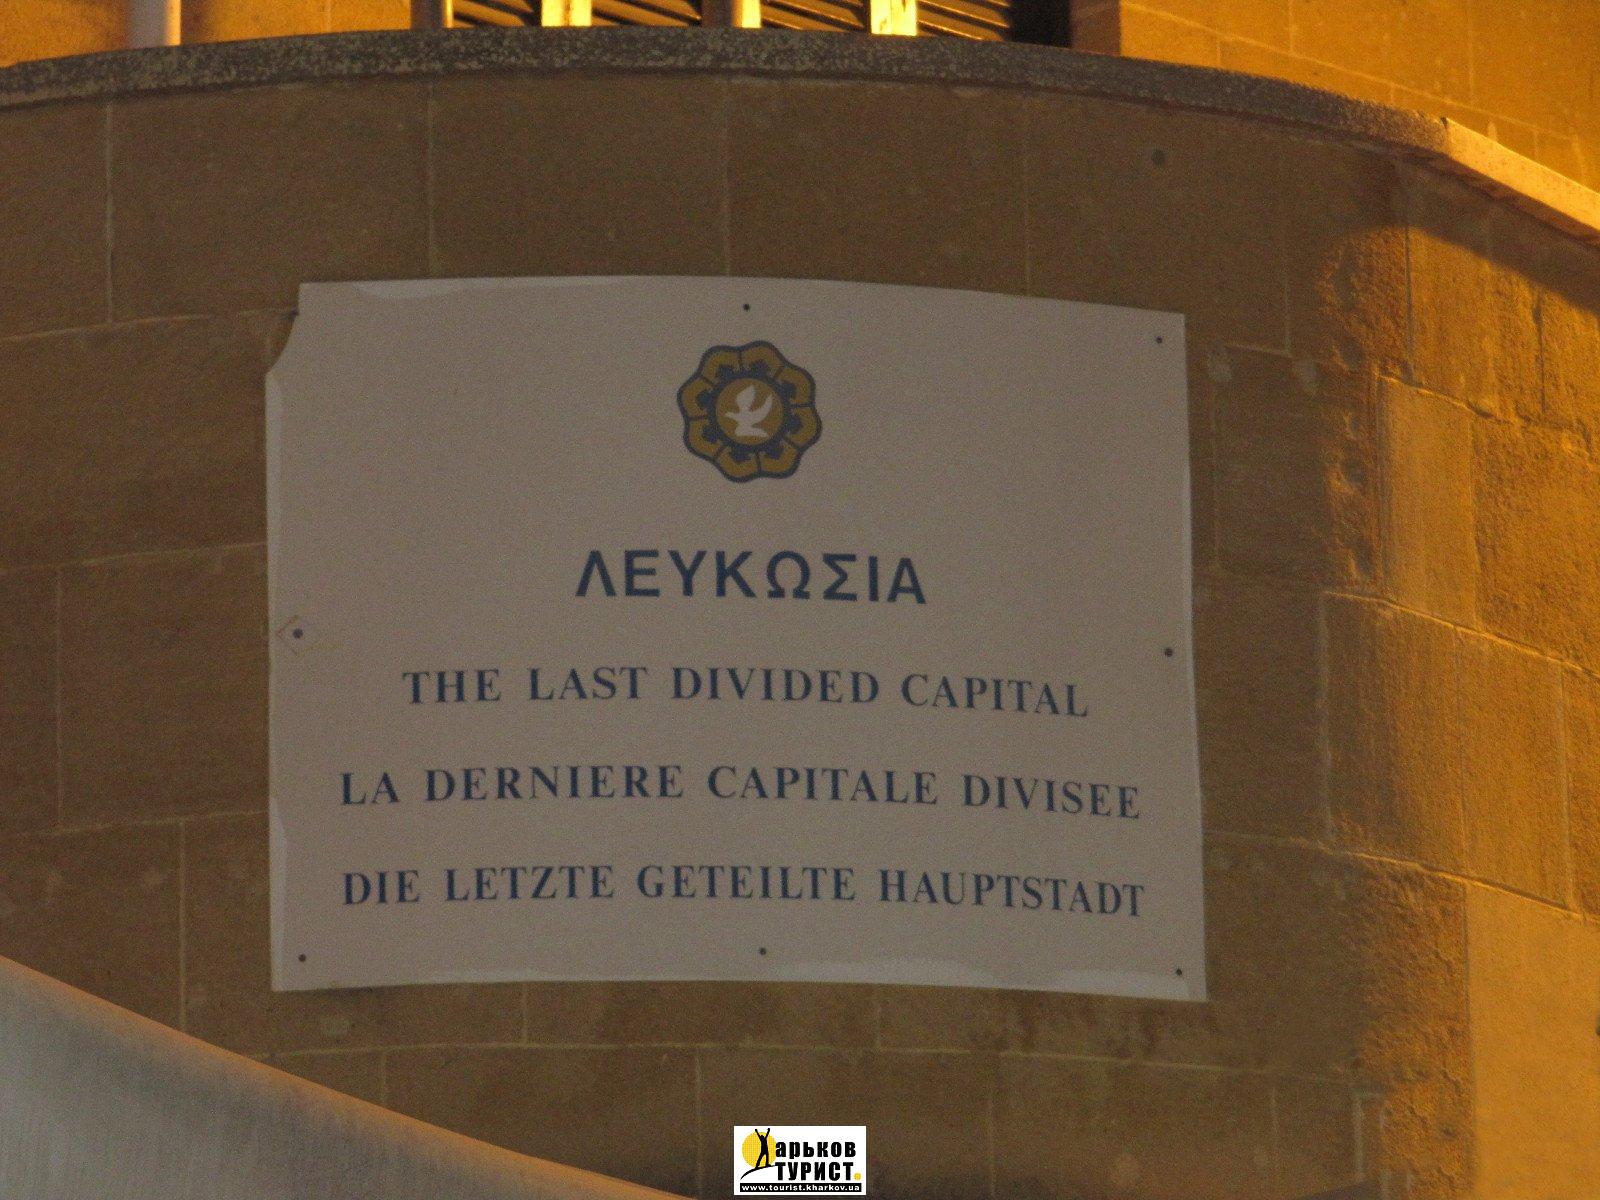 ΛΕΥΚΩΣΙΑ
THE LAST DIVIDED CAPITAL
LA DERNIERE CAPITALE DIVISEE
DIE LETZTE GETEILTE HAUPTSTADT
Харьков
ТУРИСТ.
www.tourist.kharkov.ua